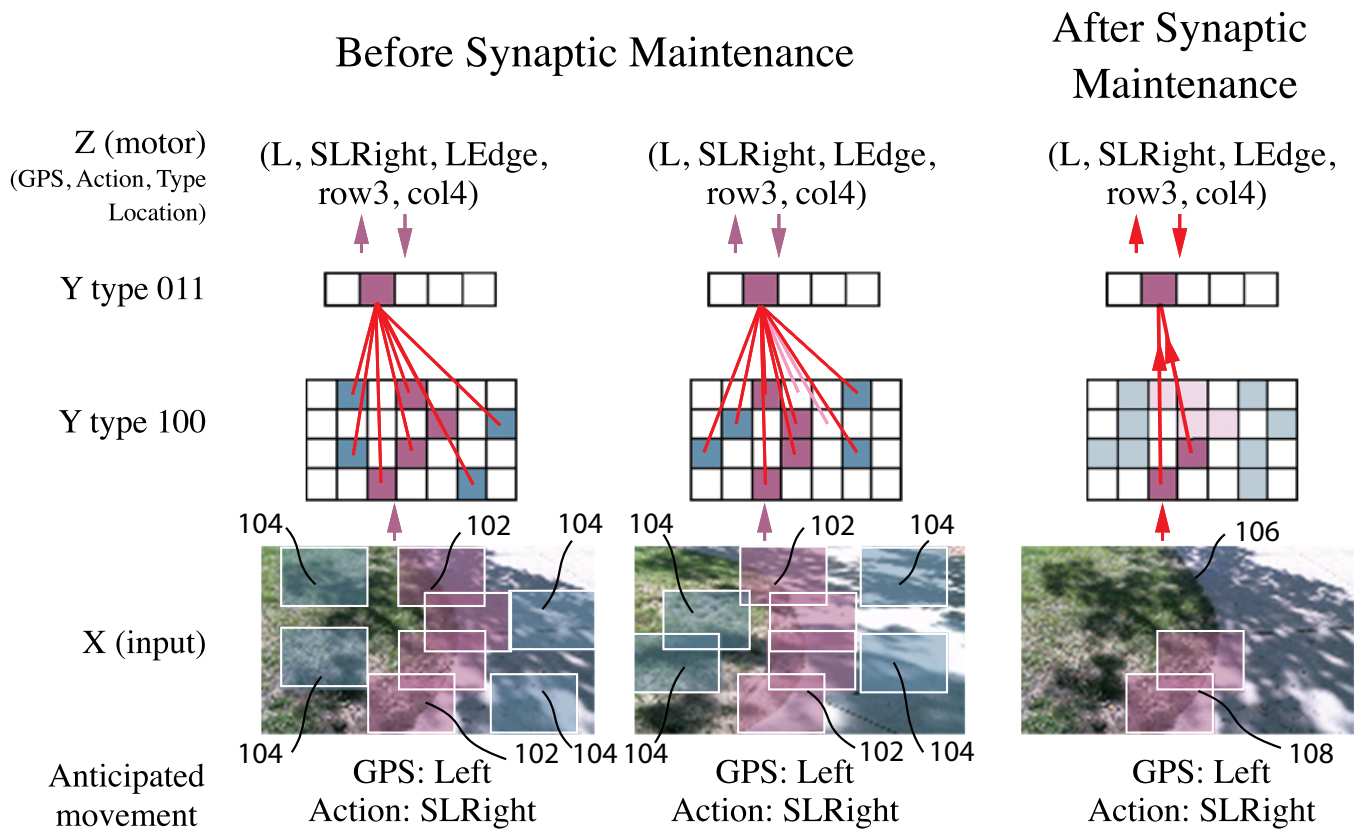 Before Synaptic Maintenance
After Synaptic
Maintenance
Z (motor)
(GPS, Action, Type
Location)
(L, SLRight, LEdge,
row3, col4)
(L, SLRight, LEdge,
row3, col4)
(L, SLRight, LEdge,
row3, col4)
Y type 011
Y type 100
104
102
104
104
102
104
106
X (input)
104
102
104
104
102
104
108
Anticipated
movement
GPS: Left
Action: SLRight
GPS: Left
Action: SLRight
GPS: Left
Action: SLRight